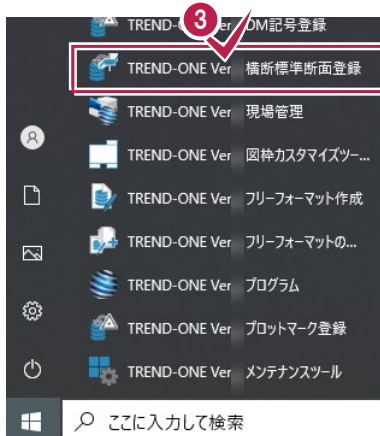 3
TREND- DM記号登録
TREND-ONE Ver 横断標準断面登録
TREND-ONE Ver 現場管理
TREND-ONE Ver 図枠カスタマイズツー...
TREND-ONE Ver フリーフォーマット作成
TREND-ONE Ver フリーフォーマットの...
TREND-ONE Ver プログラム
TREND-ONE Ver プロットマーク登録
TREND-ONE Ver メンテナンスツール
ここに入力して検索